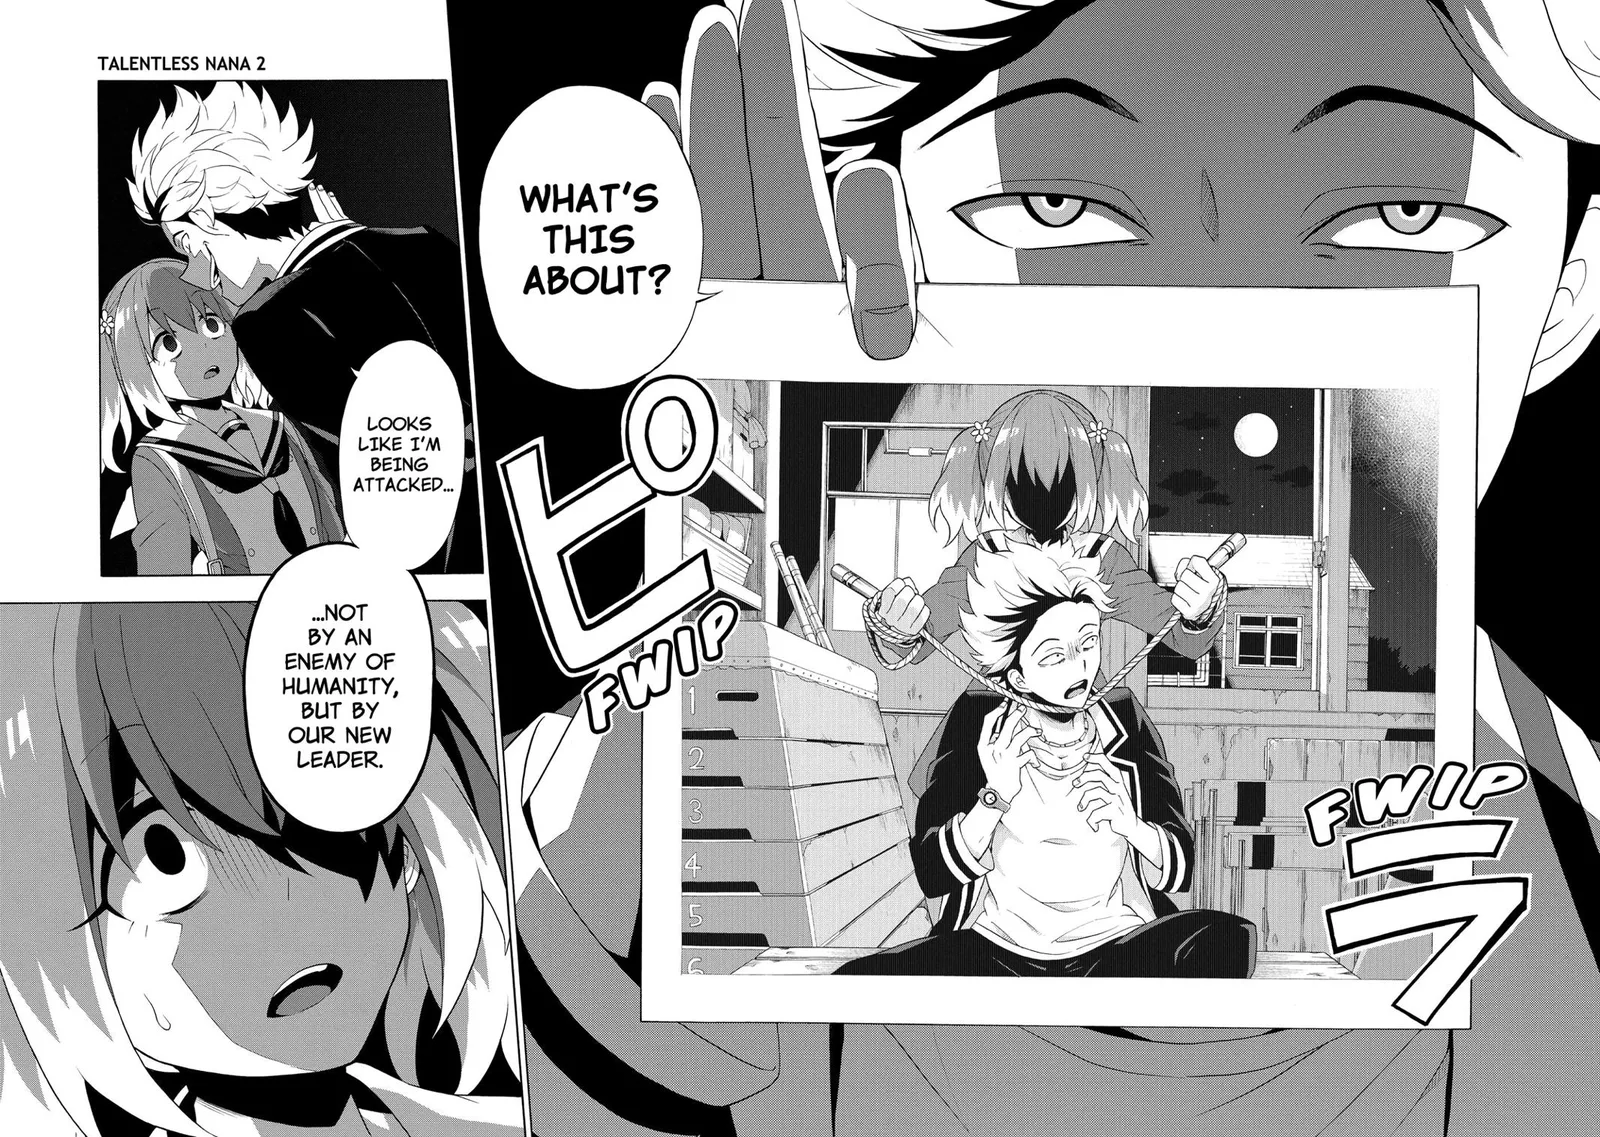 TALENTLESS NANA 2
WHAT'S
THIS
ABOUT?
ピラ
FWIP
FWIP
1
2
3
4
5
6
LOOKS
LIKE I'M
BEING
ATTACKED...
...NOT
BY AN
ENEMY OF
HUMANITY,
BUT BY
OUR NEW
LEADER.